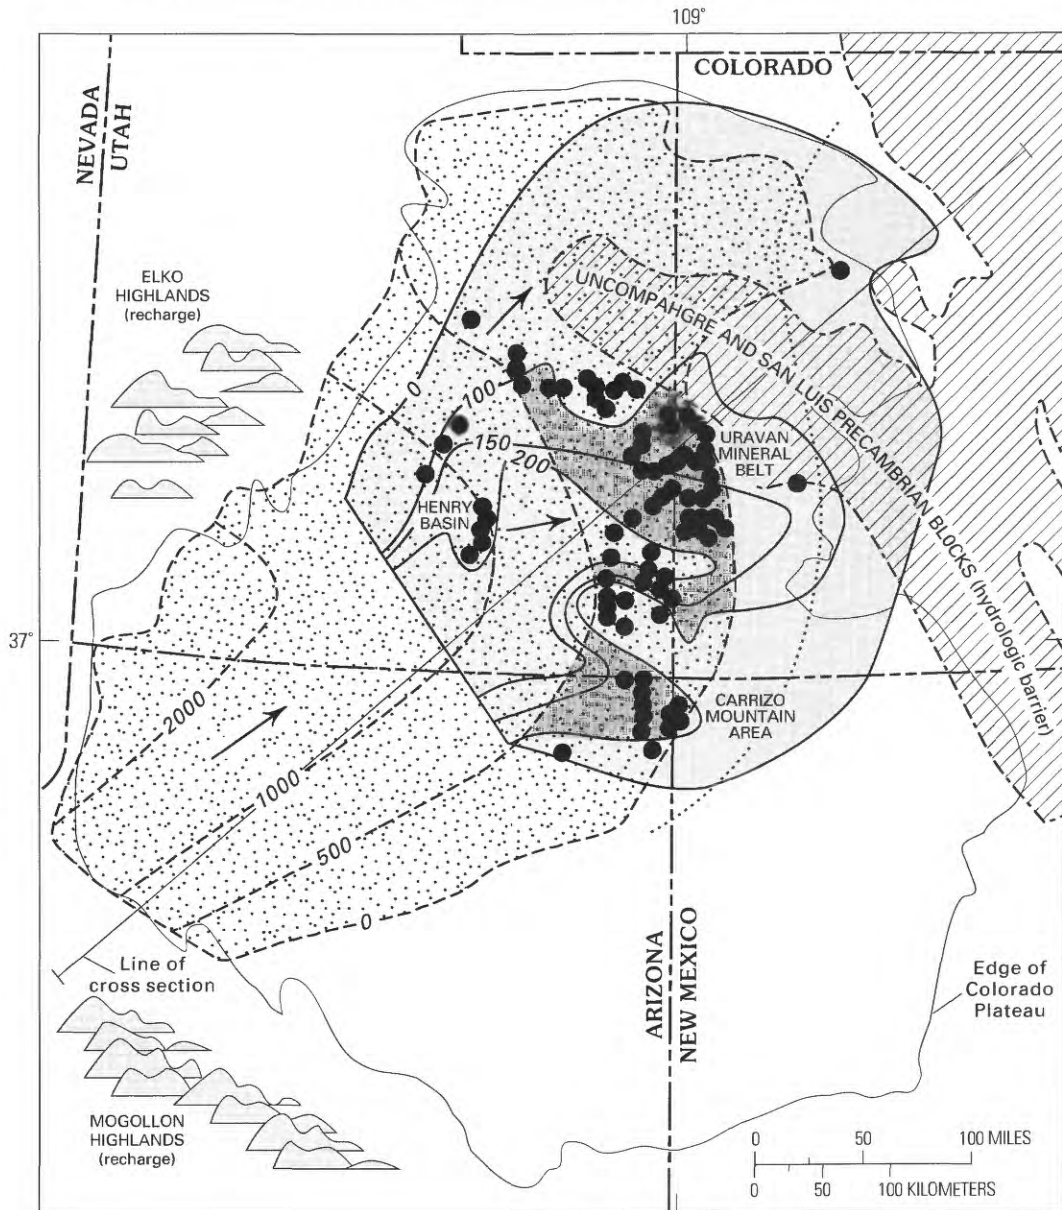 109°
COLORADO
NEVADA
UTAH
ELKO
HIGHLANDS
(recharge)
UNCOMPAHGRE AND SAN LUIS PRECAMBRIAN BLOCKS (hydrologic barrier)
0
100
150
200
URAVAN
MINERAL
BELT
HENRY
BASIN
37°
CARRIZO
MOUNTAIN
AREA
2000
1000
500
0
Line of
cross section
ARIZONA
NEW MEXICO
Edge of
Colorado
Plateau
MOGOLLON
HIGHLANDS
(recharge)
0 50 100 MILES
0 50 100 KILOMETERS